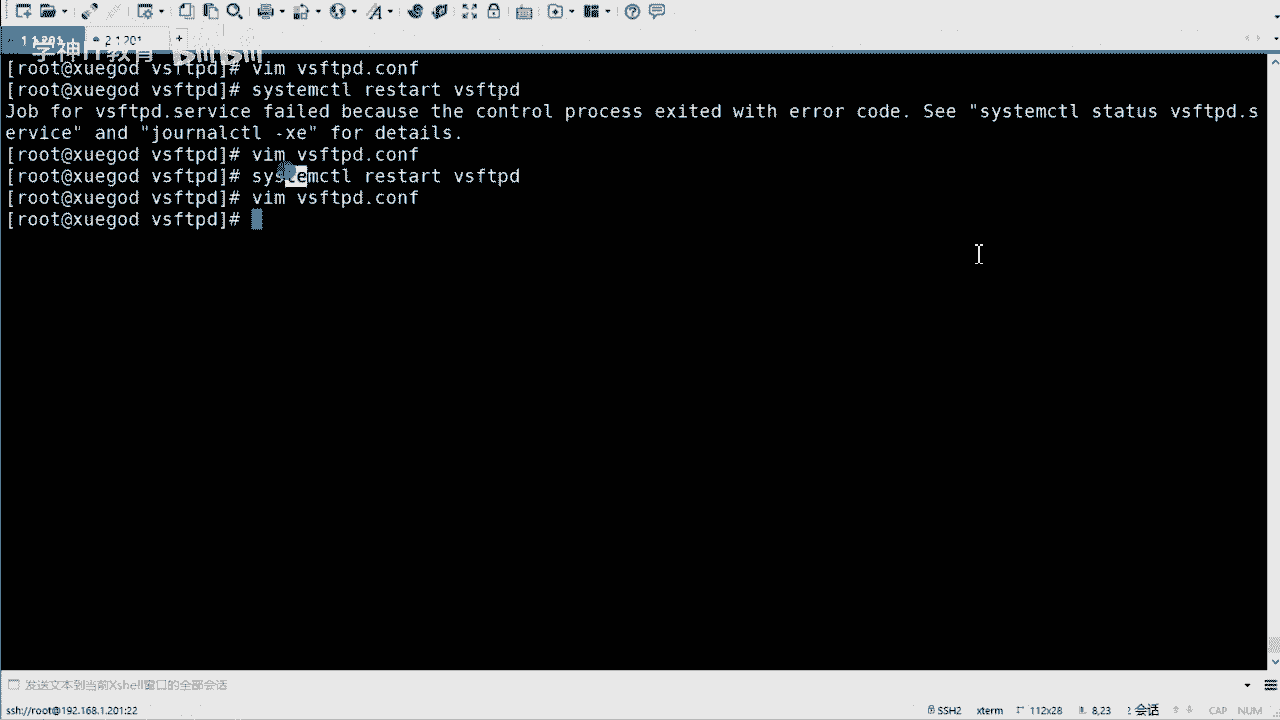 1 1.201
2 1.201
+
学神IT教育 bilibili
[root@xuegod vsftpd]# vim vsftpd.conf
[root@xuegod vsftpd]# systemctl restart vsftpd
Job for vsftpd.service failed because the control process exited with error code. See "systemctl status vsftpd.s
ervice" and "journalctl -xe" for details.
[root@xuegod vsftpd]# vim vsftpd.conf
[root@xuegod vsftpd]# systemctl restart vsftpd
[root@xuegod vsftpd]# vim vsftpd.conf
[root@xuegod vsftpd]#
发送文本到当前Xshell窗口的全部会话
ssh://root@192.168.1.201:22
SSH2 xterm 112x28 8,23 2 会话 CAP NUM